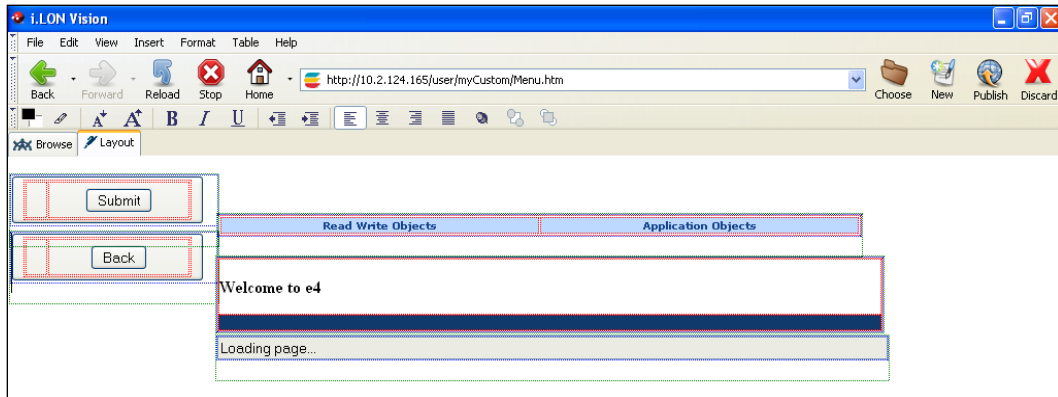 i.LON Vision
File Edit View Insert Format Table Help
http://10.2.124.165/user/myCustom/Menu.htm
Back Forward Reload Stop Home Choose New Publish Discard
B I U
Browse Layout
Submit
Read Write Objects Application Objects
Back
Welcome to e4
Loading page...